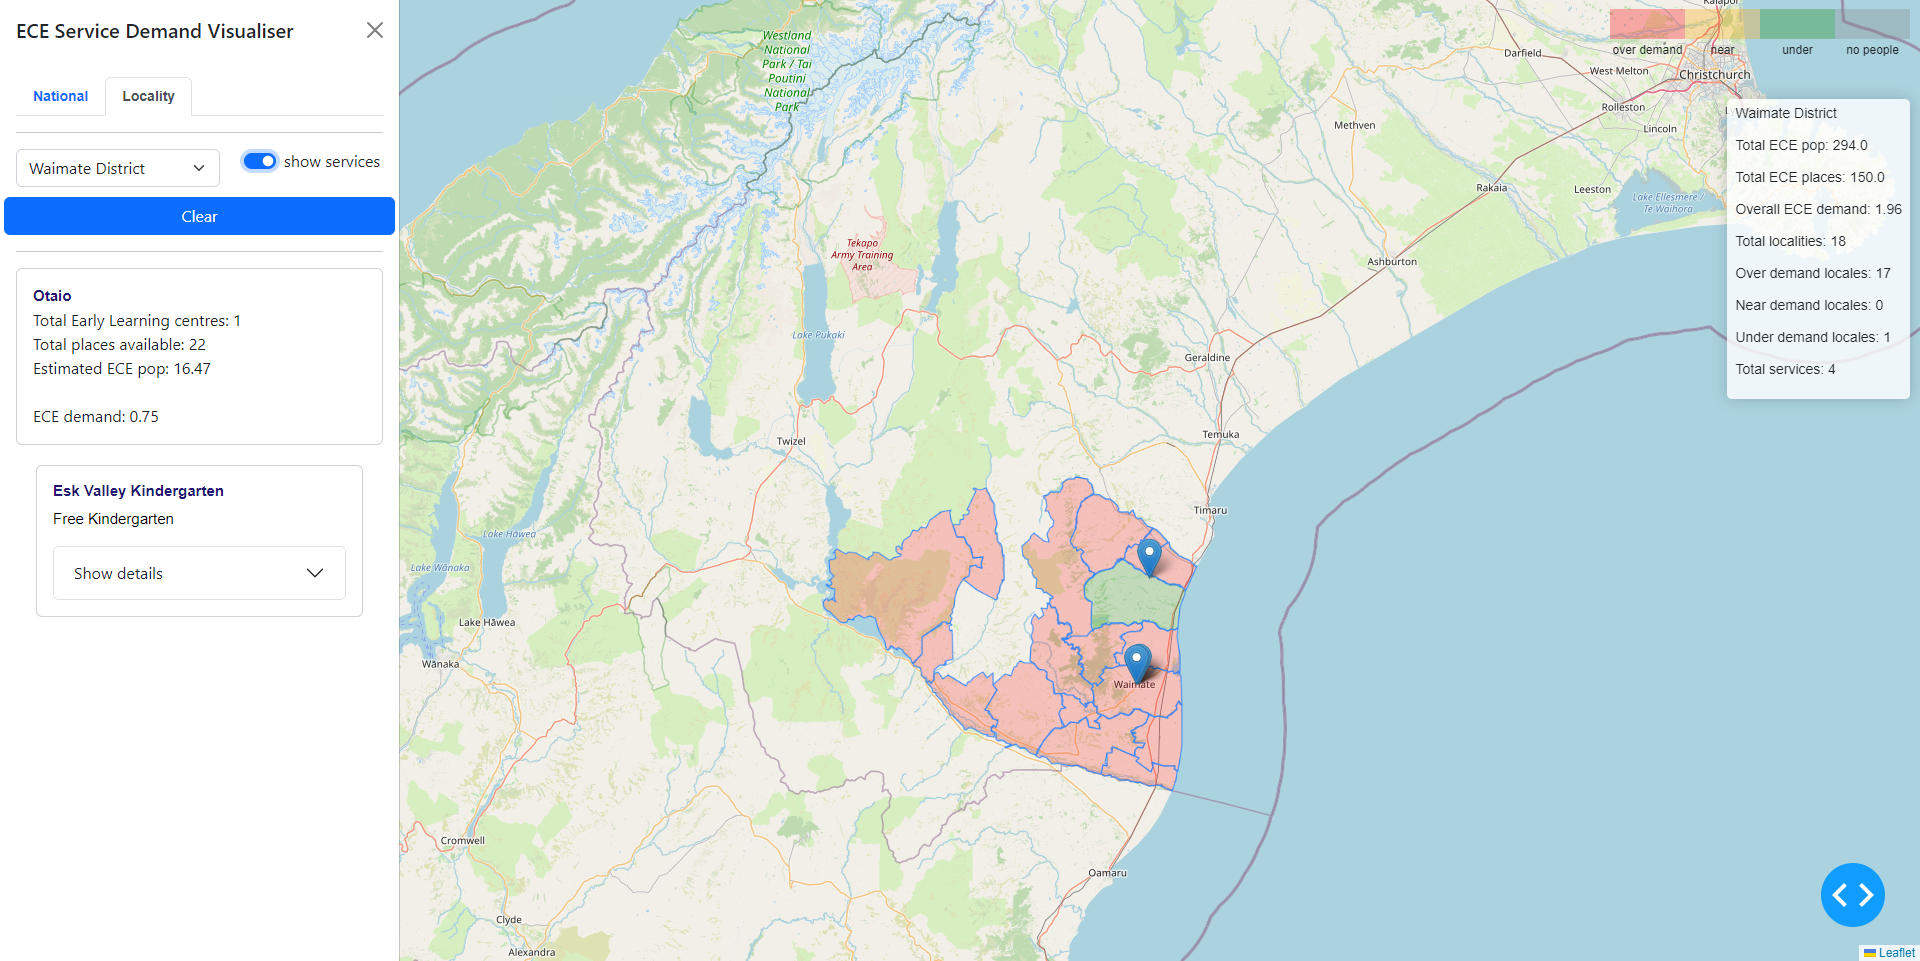 ECE Service Demand Visualiser
National
Locality
Waimate District
show services
Clear
Otaio
Total Early Learning centres: 1
Total places available: 22
Estimated ECE pop: 16.47
ECE demand: 0.75
Esk Valley Kindergarten
Free Kindergarten
Show details
Westland
National
Park / Tai
Poutini
National
Park
Tekapo
Army Training
Area
Lake Pukaki
Twizel
Lake Hāwea
Lake Wānaka
Lake Hāwea
Wānaka
Cromwell
Clyde
Alexandra
Oamaru
Waimate
Timaru
Temuka
Geraldine
Ashburton
Rakaia
Methven
Leeston
Lake Ellesmere /
Te Waihora
Lincoln
Rolleston
West Melton
Darfield
Christchurch
Kaiapoi
over demand
near
under
no people
Waimate District
Total ECE pop: 294.0
Total ECE places: 150.0
Overall ECE demand: 1.96
Total localities: 18
Over demand locales: 17
Near demand locales: 0
Under demand locales: 1
Total services: 4
Leaflet